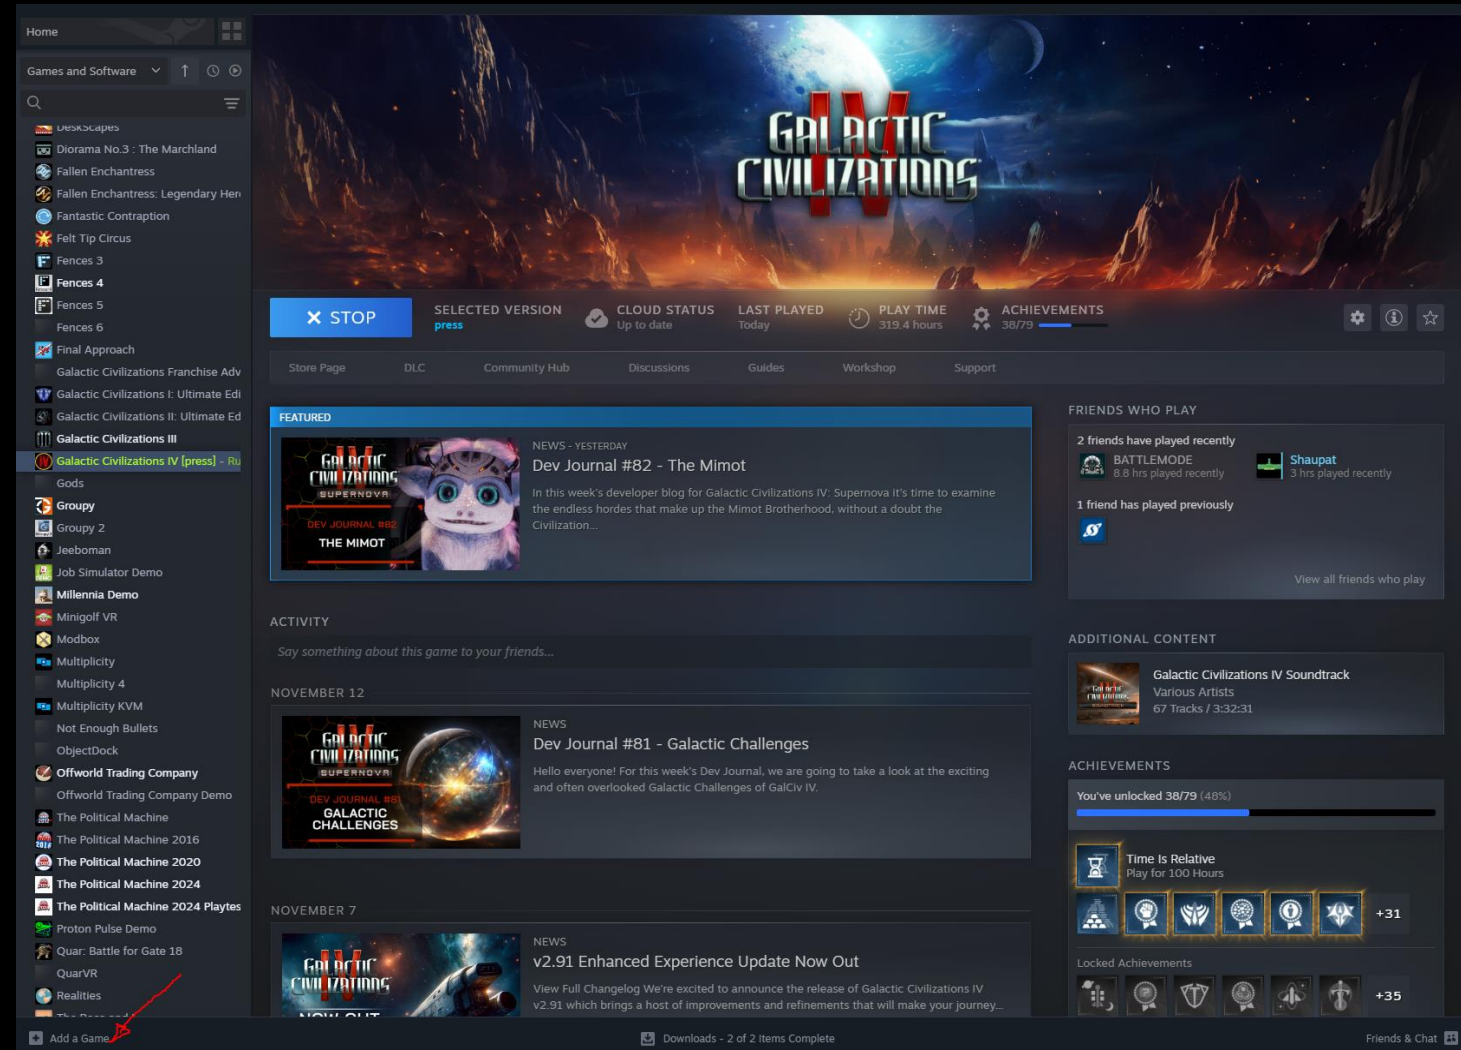 Home
Games and Software
DeskScapes
Diorama No.3 : The Marchland
Fallen Enchantress
Fallen Enchantress: Legendary Her
Fantastic Contraption
Felt Tip Circus
Fences 3
Fences 4
Fences 5
Fences 6
Final Approach
Galactic Civilizations Franchise Adv
Galactic Civilizations I: Ultimate Edi
Galactic Civilizations II: Ultimate Ed
Galactic Civilizations III
Galactic Civilizations IV [press] - Ru
Gods
Groupy
Groupy 2
Jeeboman
Job Simulator Demo
Millennia Demo
Minigolf VR
Modbox
Multiplicity
Multiplicity 4
Multiplicity KVM
Not Enough Bullets
ObjectDock
Offworld Trading Company
Offworld Trading Company Demo
The Political Machine
The Political Machine 2016
The Political Machine 2020
The Political Machine 2024
The Political Machine 2024 Playtes
Proton Pulse Demo
Quar: Battle for Gate 18
QuarVR
Realities
Add a Game
GALACTIC
IV
CIVILIZATIONS
STOP
SELECTED VERSION
press
CLOUD STATUS
Up to date
LAST PLAYED
Today
PLAY TIME
319.4 hours
ACHIEVEMENTS
38/79
Store Page
DLC
Community Hub
Discussions
Guides
Workshop
Support
FEATURED
GALACTIC
IV
CIVILIZATIONS
SUPERNOVA
DEV JOURNAL #82
THE MIMOT
NEWS - YESTERDAY
Dev Journal #82 - The Mimot
In this week's developer blog for Galactic Civilizations IV: Supernova it's time to examine
the endless hordes that make up the Mimot Brotherhood, without a doubt the
Civilization...
ACTIVITY
Say something about this game to your friends...
NOVEMBER 12
GALACTIC
IV
CIVILIZATIONS
SUPERNOVA
DEV JOURNAL #81
GALACTIC
CHALLENGES
NEWS
Dev Journal #81 - Galactic Challenges
Hello everyone! For this week's Dev Journal, we are going to take a look at the exciting
and often overlooked Galactic Challenges of GalCiv IV.
NOVEMBER 7
GALACTIC
IV
CIVILIZATIONS
NOW OUT
NEWS
v2.91 Enhanced Experience Update Now Out
View Full Changelog We're excited to announce the release of Galactic Civilizations IV
v2.91 which brings a host of improvements and refinements that will make your journey...
FRIENDS WHO PLAY
2 friends have played recently
BATTLEMODE
8.8 hrs played recently
Shaupat
3 hrs played recently
1 friend has played previously
View all friends who play
ADDITIONAL CONTENT
Galactic Civilizations IV Soundtrack
Various Artists
67 Tracks / 3:32:31
ACHIEVEMENTS
You've unlocked 38/79 (48%)
Time Is Relative
Play for 100 Hours
+31
Locked Achievements
+35
Downloads - 2 of 2 Items Complete
Friends & Chat